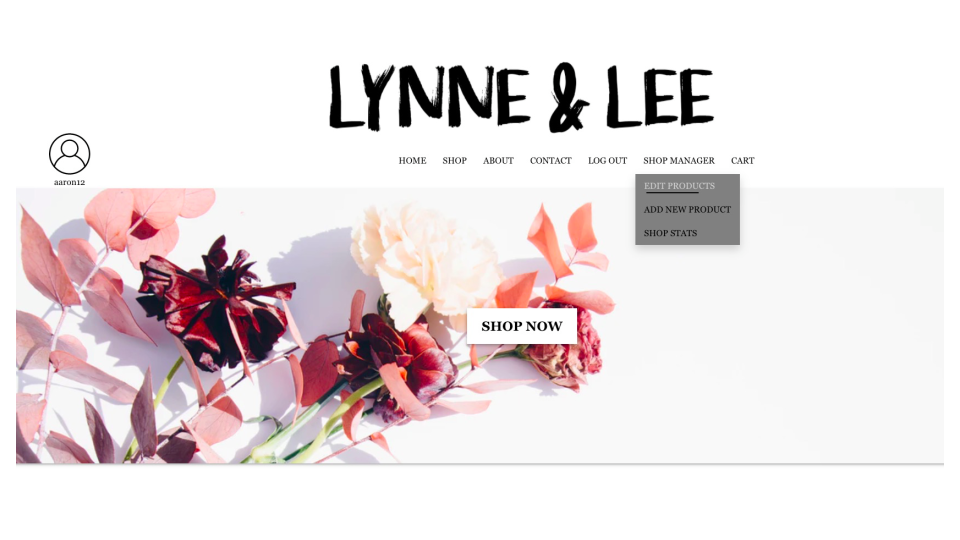 LYNNE & LEE
aaron12
HOME SHOP ABOUT CONTACT LOG OUT SHOP MANAGER CART
EDIT PRODUCTS
ADD NEW PRODUCT
SHOP STATS
SHOP NOW